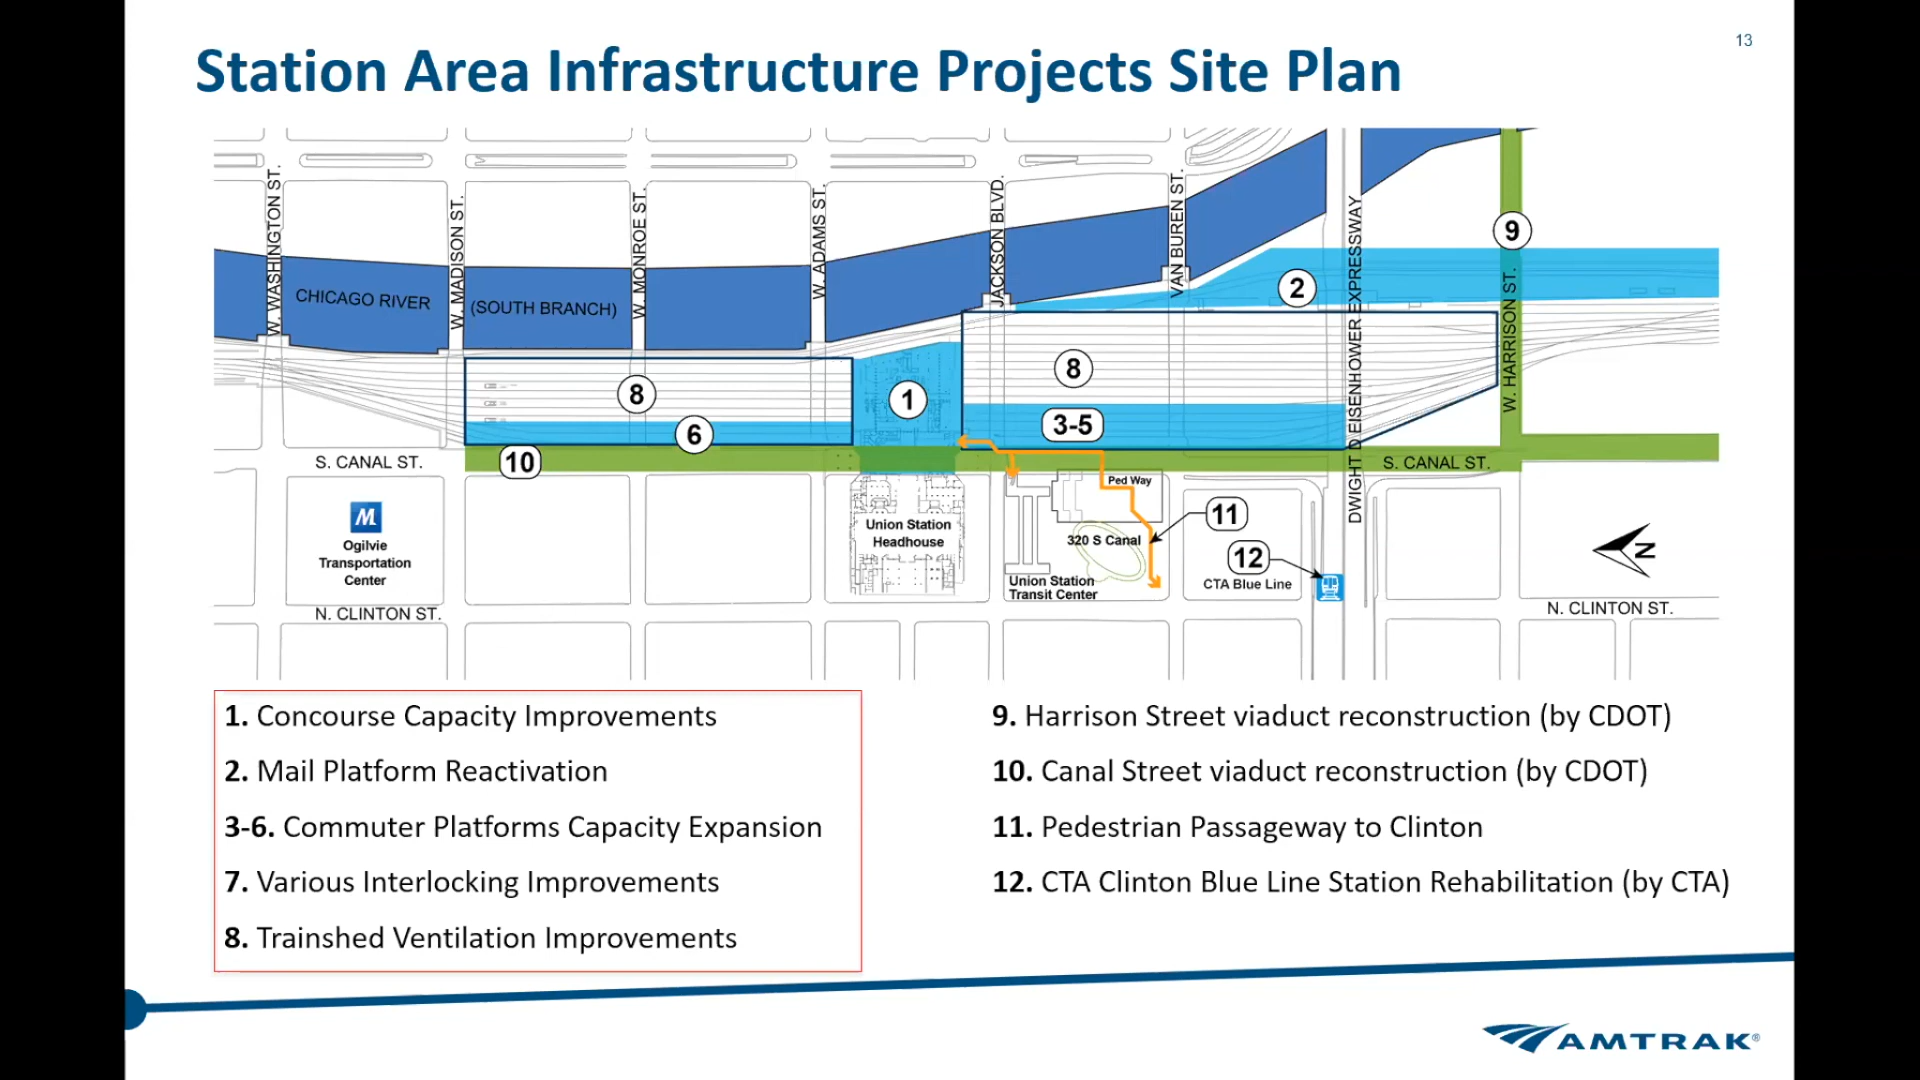 Station Area Infrastructure Projects Site Plan
13
W. WASHINGTON ST.
W. MADISON ST.
W. MONROE ST.
W. ADAMS ST.
JACKSON BLVD.
VAN BUREN ST.
DWIGHT D EISENHOWER EXPRESSWAY
W. HARRISON ST.
9
2
CHICAGO RIVER
(SOUTH BRANCH)
8
8
1
6
3-5
10
S. CANAL ST.
S. CANAL ST.
Ped Way
11
M
Ogilvie
Transportation
Center
Union Station
Headhouse
320 S Canal
12
CTA Blue Line
Union Station
Transit Center
N
N. CLINTON ST.
N. CLINTON ST.
1. Concourse Capacity Improvements
2. Mail Platform Reactivation
3-6. Commuter Platforms Capacity Expansion
7. Various Interlocking Improvements
8. Trainshed Ventilation Improvements
9. Harrison Street viaduct reconstruction (by CDOT)
10. Canal Street viaduct reconstruction (by CDOT)
11. Pedestrian Passageway to Clinton
12. CTA Clinton Blue Line Station Rehabilitation (by CTA)
AMTRAK®